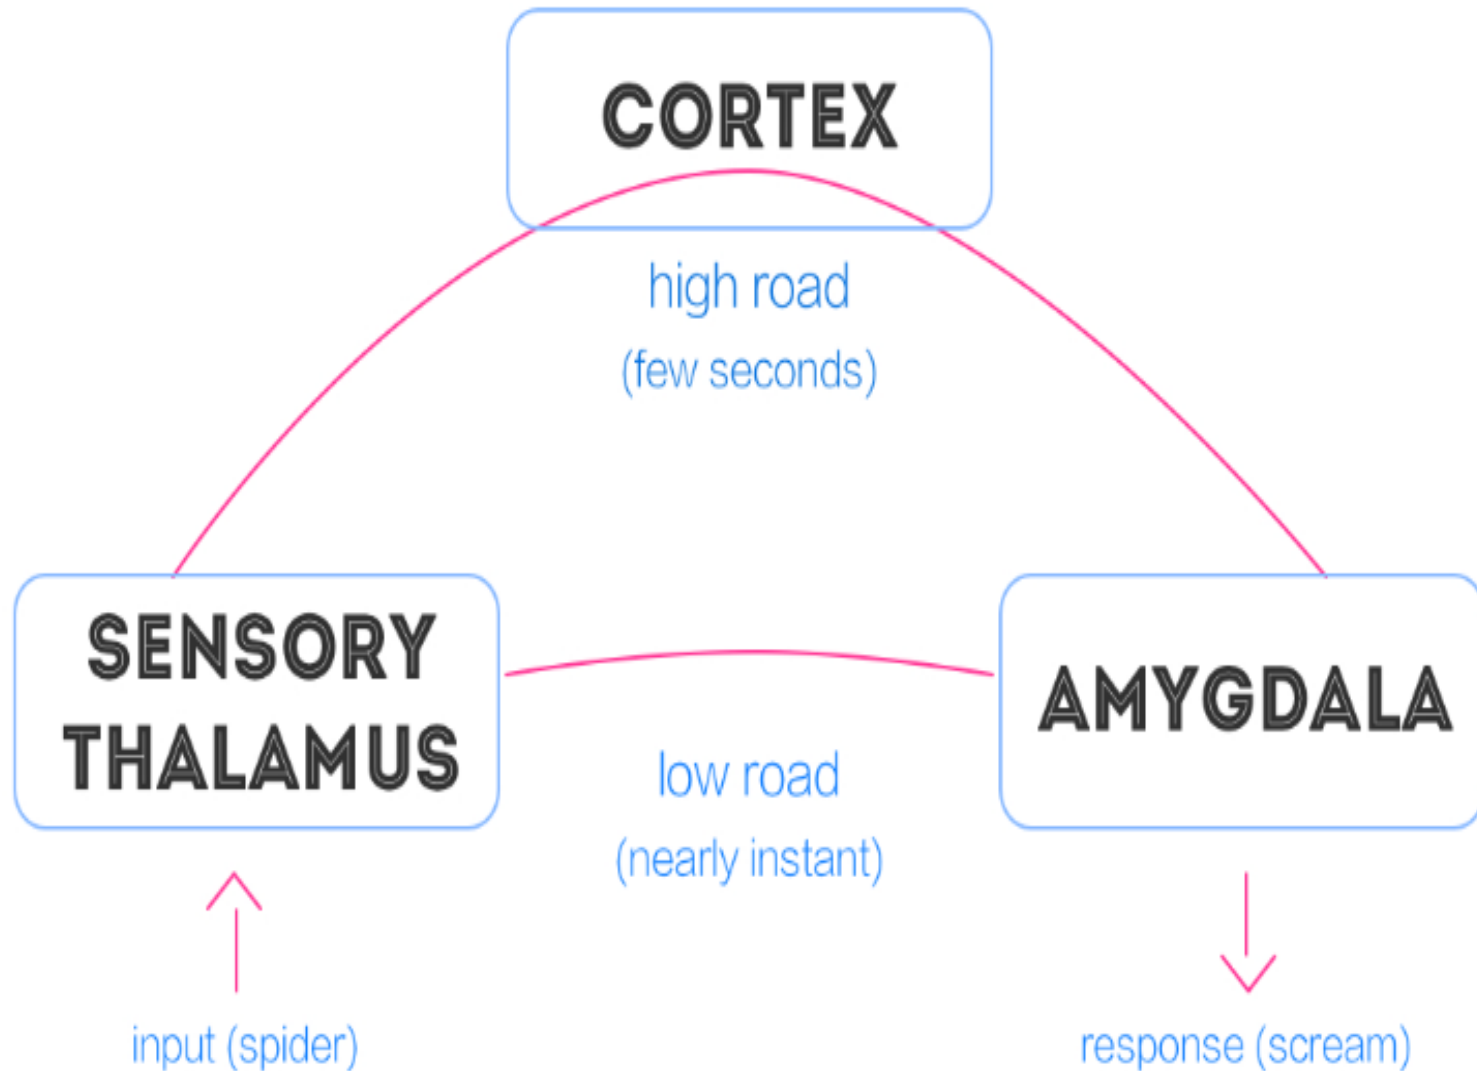 CORTEX
high road
(few seconds)
SENSORY
THALAMUS
AMYGDALA
low road
(nearly instant)
input (spider)
response (scream)